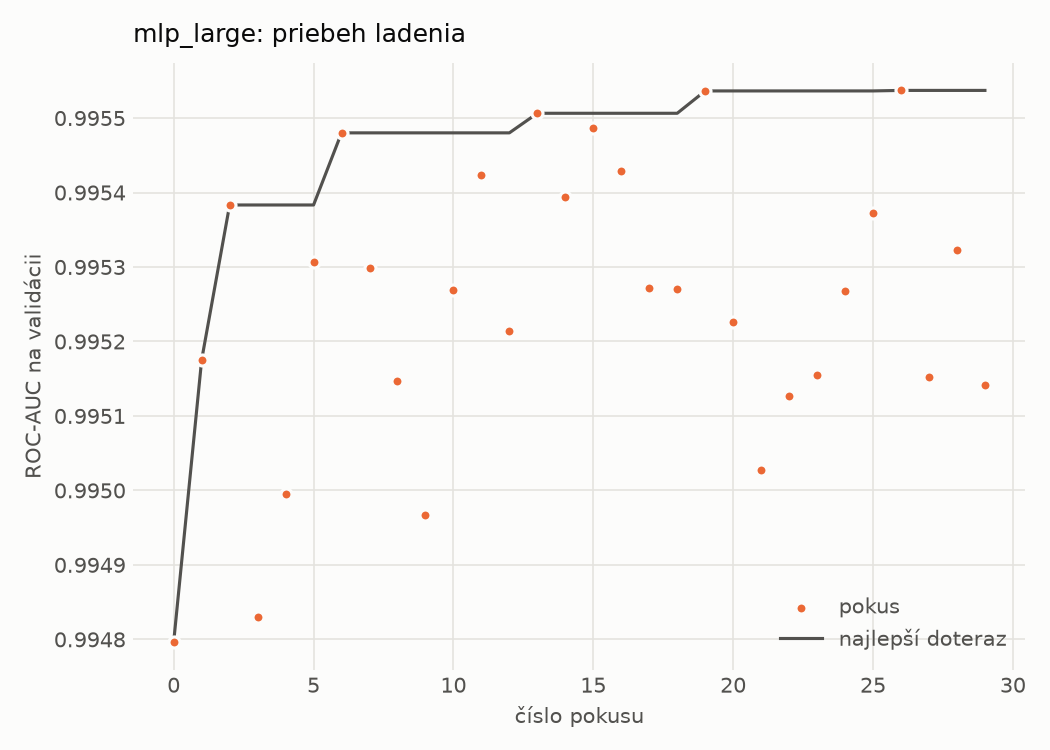 mlp_large: priebeh ladenia
ROC-AUC na validácii
0.9955
0.9954
0.9953
0.9952
0.9951
0.9950
0.9949
0.9948
pokus
najlepší doteraz
0 5 10 15 20 25 30
číslo pokusu